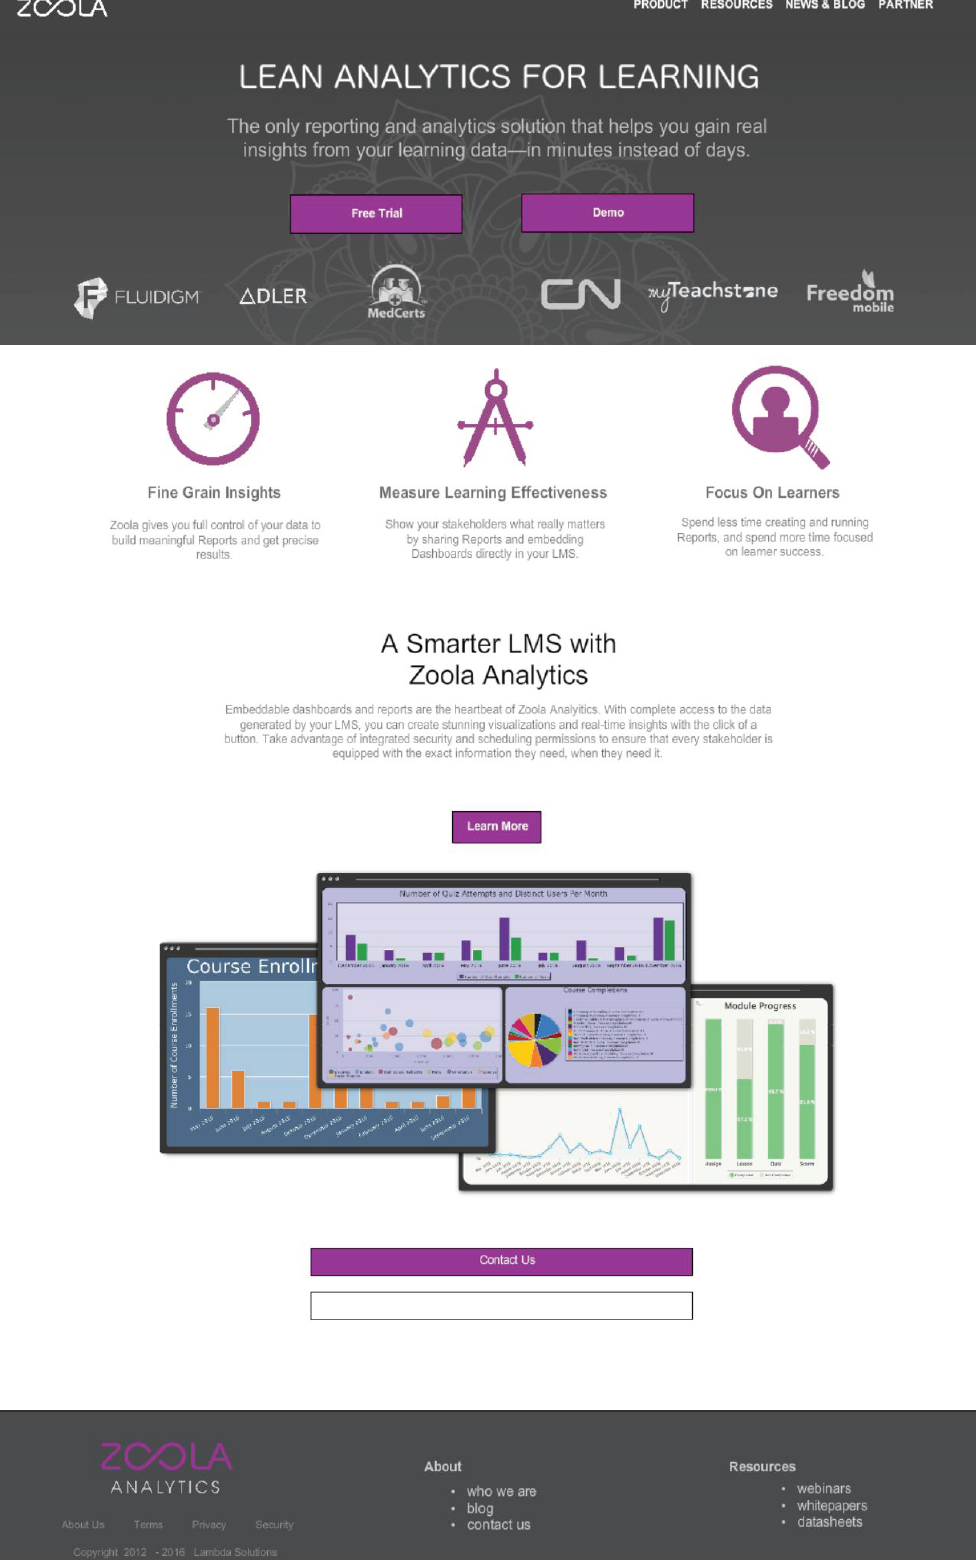 ZOOLA
PRODUCT RESOURCES NEWS & BLOG PARTNER
LEAN ANALYTICS FOR LEARNING
The only reporting and analytics solution that helps you gain real
insights from your learning data—in minutes instead of days.
Free Trial
Demo
FLUIDIGM
ADLER
MedCerts
CN
myTeachstone
Freedom
mobile
Fine Grain Insights
Zoola gives you full control of your data to
build meaningful Reports and get precise
results.
Measure Learning Effectiveness
Show your stakeholders what really matters
by sharing Reports and embedding
Dashboards directly in your LMS.
Focus On Learners
Spend less time creating and running
Reports, and spend more time focused
on learner success.
A Smarter LMS with
Zoola Analytics
Embeddable dashboards and reports are the heartbeat of Zoola Analyitics. With complete access to the data
generated by your LMS, you can create stunning visualizations and real-time insights with the click of a
button. Take advantage of integrated security and scheduling permissions to ensure that every stakeholder is
equipped with the exact information they need, when they need it.
Learn More
Number of Quiz Attempts and Distinct Users Per Month
Course Enrollr
Number of Course Enrollments
Course Completions
Module Progress
Assign Lesson Quiz Scorm
Contact Us
ZOOLA
ANALYTICS
About Us Terms Privacy Security
Copyright 2012 - 2016 Lambda Solutions
About
• who we are
• blog
• contact us
Resources
• webinars
• whitepapers
• datasheets